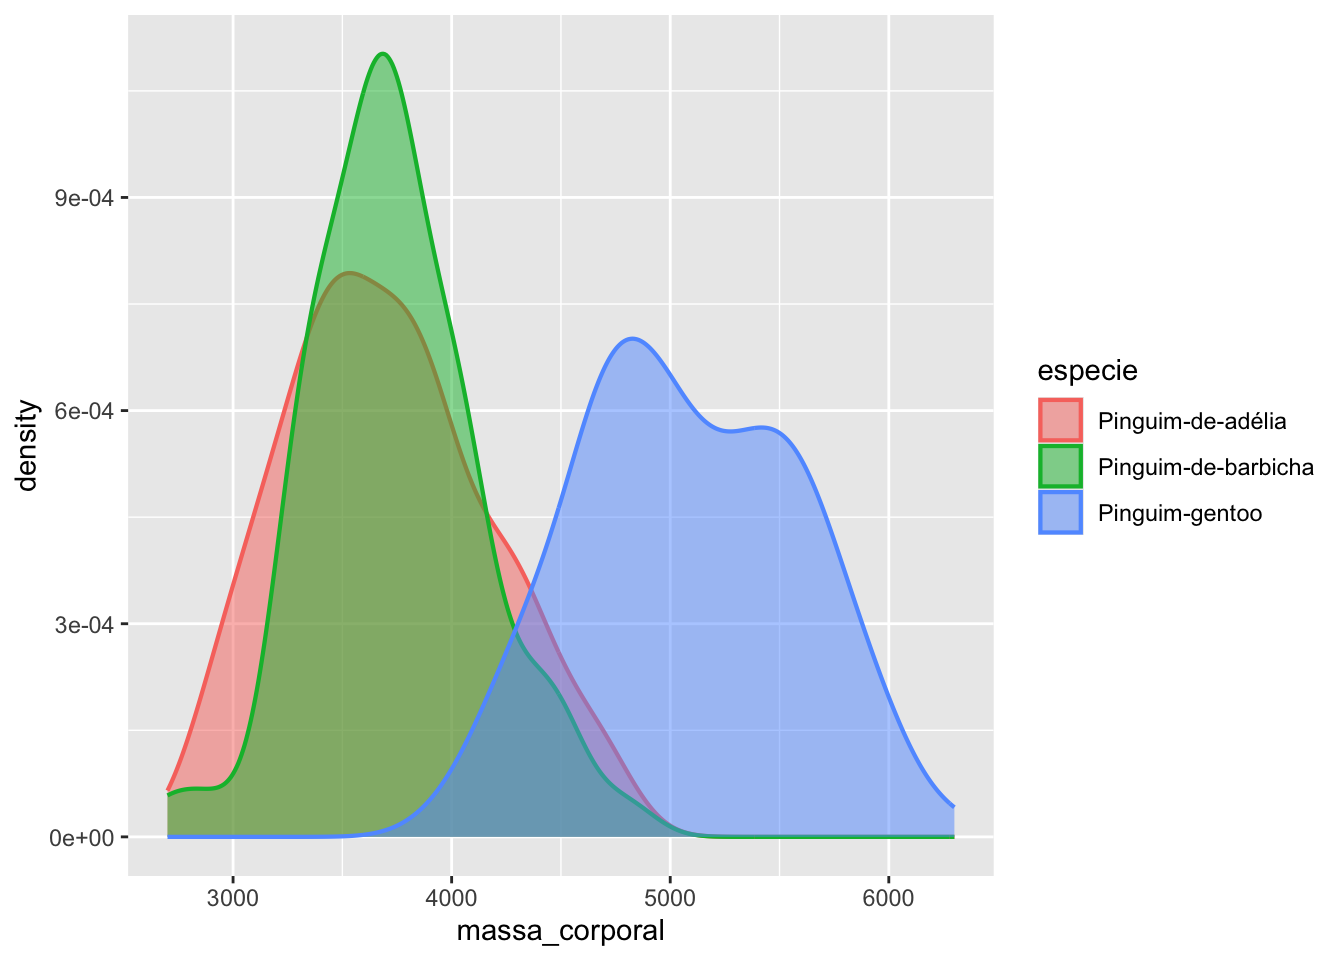 density
9e-04
6e-04
3e-04
0e+00
3000 4000 5000 6000
massa_corporal
especie
Pinguim-de-adélia
Pinguim-de-barbicha
Pinguim-gentoo